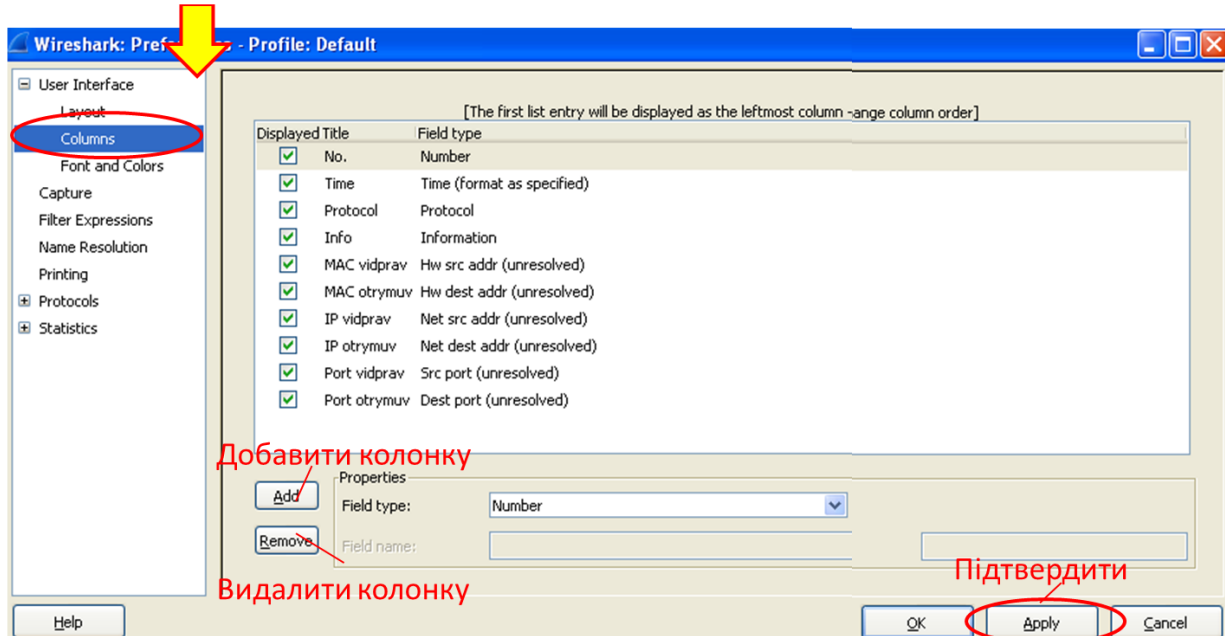 Wireshark: Pref s - Profile: Default
User Interface
Layout
Columns
Font and Colors
Capture
Filter Expressions
Name Resolution
Printing
Protocols
Statistics
[The first list entry will be displayed as the leftmost column -ange column order]
Displayed Title Field type
No. Number
Time Time (format as specified)
Protocol Protocol
Info Information
MAC vidprav Hw src addr (unresolved)
MAC otrymuv Hw dest addr (unresolved)
IP vidprav Net src addr (unresolved)
IP otrymuv Net dest addr (unresolved)
Port vidprav Src port (unresolved)
Port otrymuv Dest port (unresolved)
Добавити колонку
Properties
Add
Field type: Number
Remove
Field name:
Видалити колонку
Підтвердити
Help OK Apply Cancel